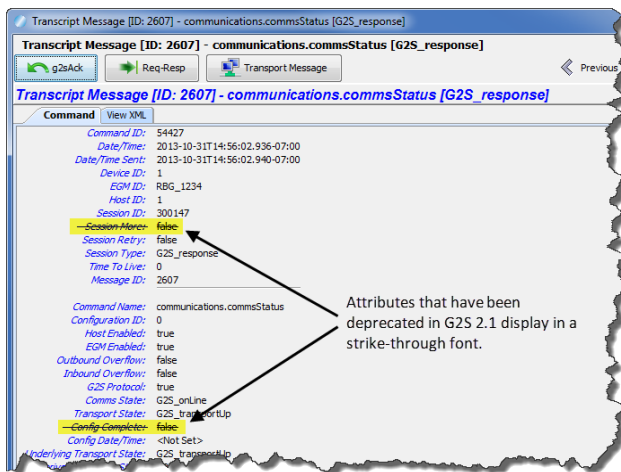 Transcript Message [ID: 2607] - communications.commsStatus [G2S_response]
Transcript Message [ID: 2607] - communications.commsStatus [G2S_response]
g2sAck Req-Resp Transport Message Previous
Transcript Message [ID: 2607] - communications.commsStatus [G2S_response]
Command View XML
Command ID: 54427
Date/Time: 2013-10-31T14:56:02.936-07:00
Date/Time Sent: 2013-10-31T14:56:02.940-07:00
Device ID: 1
EGM ID: RBG_1234
Host ID: 1
Session ID: 300147
Session More: false
Session Retry: false
Session Type: G2S_response
Time To Live: 0
Message ID: 2607
Command Name: communications.commsStatus
Configuration ID: 0
Host Enabled: true
EGM Enabled: true
Outbound Overflow: false
Inbound Overflow: false
G2S Protocol: true
Comms State: G2S_onLine
Transport State: G2S_transportUp
Config Complete: false
Config Date/Time: <Not Set>
Underlying Transport State: G2S_transportUp
Attributes that have been
deprecated in G2S 2.1 display in a
strike-through font.